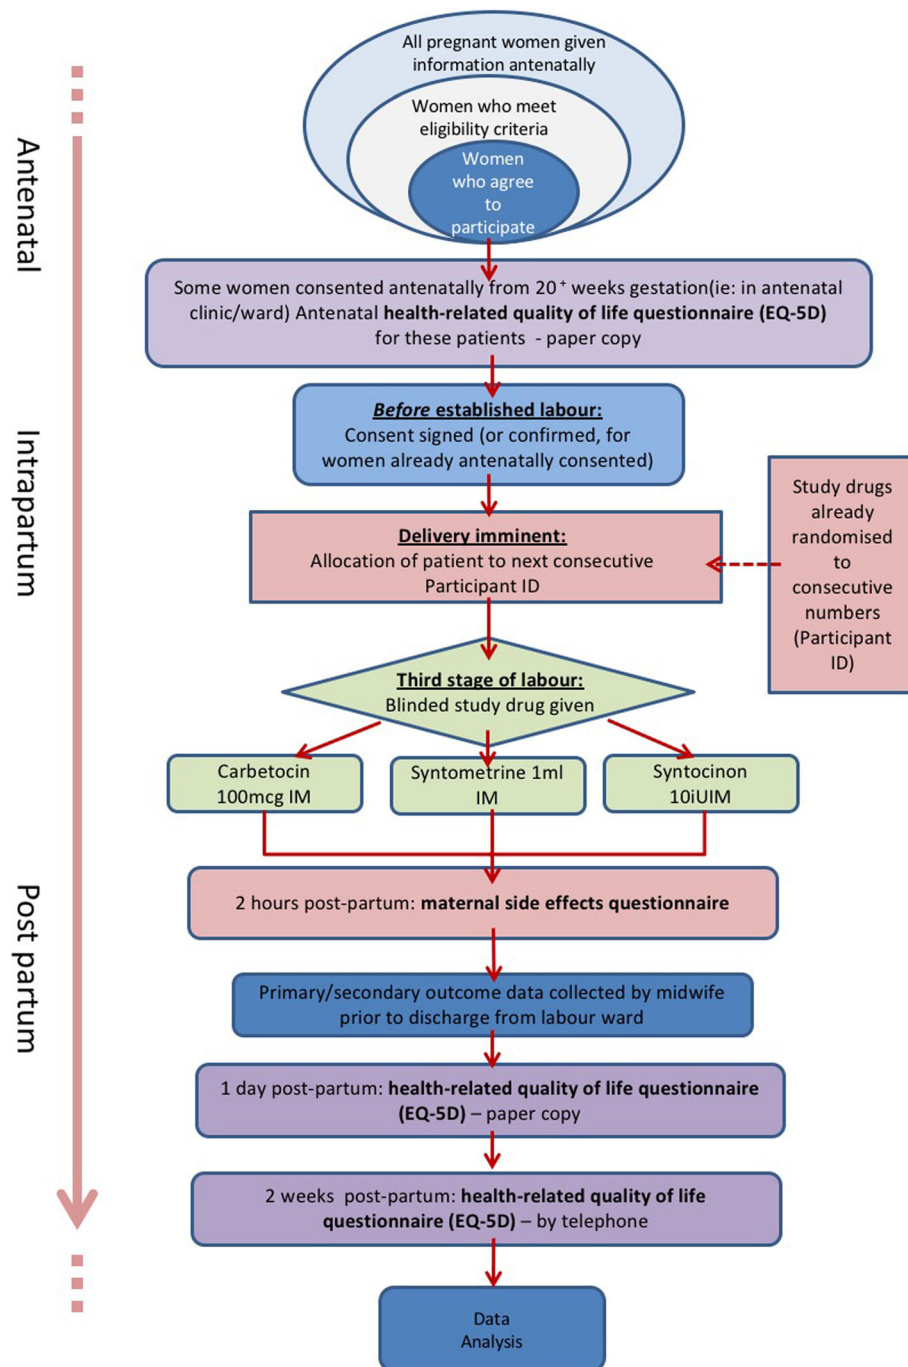 All pregnant women given
information antenatally
Women who meet
eligibility criteria
Women
who agree
to
participate
Antenatal
Some women consented antenatally from 20⁺ weeks gestation(ie: in antenatal
clinic/ward) Antenatal health-related quality of life questionnaire (EQ-5D)
for these patients - paper copy
Intrapartum
Before established labour:
Consent signed (or confirmed, for
women already antenatally consented)
Delivery imminent:
Allocation of patient to next consecutive
Participant ID
Study drugs
already
randomised
to
consecutive
numbers
(Participant
ID)
Third stage of labour:
Blinded study drug given
Carbetocin
100mcg IM
Syntometrine 1ml
IM
Syntocinon
10iUIM
Post partum
2 hours post-partum: maternal side effects questionnaire
Primary/secondary outcome data collected by midwife
prior to discharge from labour ward
1 day post-partum: health-related quality of life questionnaire
(EQ-5D) – paper copy
2 weeks post-partum: health-related quality of life
questionnaire (EQ-5D) – by telephone
Data
Analysis